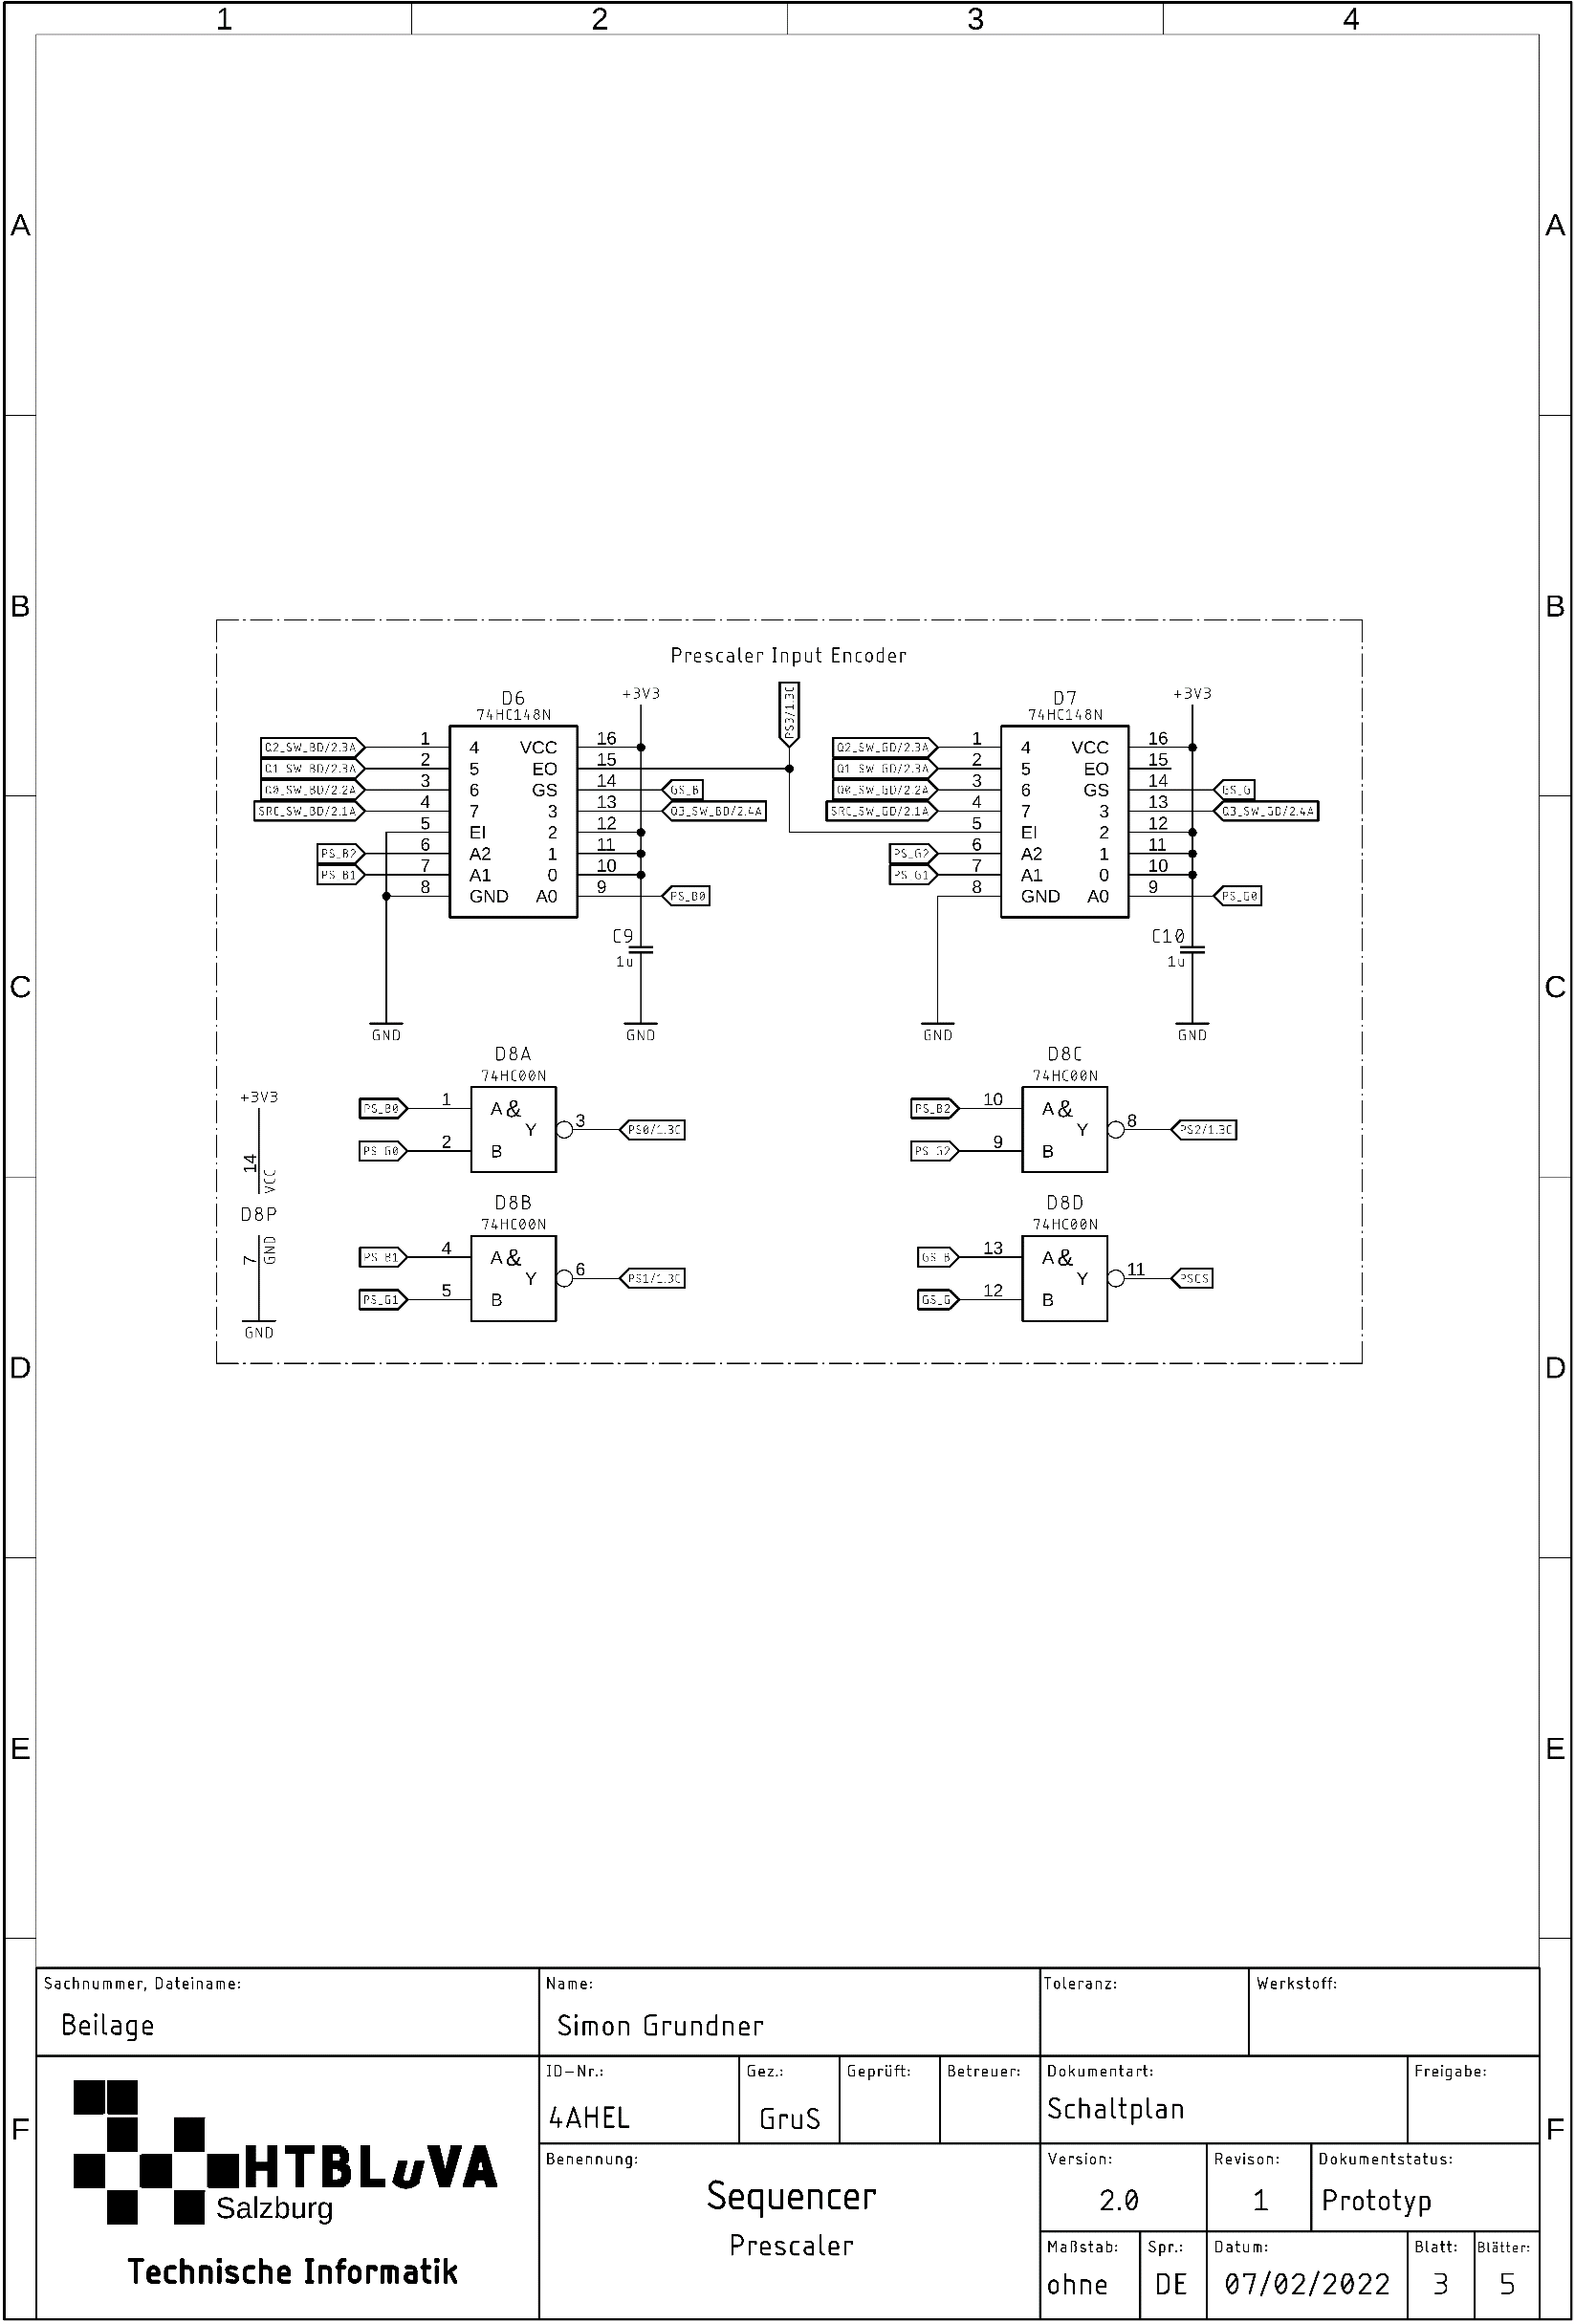 1 2 3 4
A A
B B
Prescaler Input Encoder
D6
74HC148N
+3V3
PS3/1.3C
D7
74HC148N
+3V3
Q2_SW_BD/2.3A 1 4 VCC 16
Q1_SW_BD/2.3A 2 5 EO 15
Q0_SW_BD/2.2A 3 6 GS 14 GS_B
SRC_SW_BD/2.1A 4 7 3 13 Q3_SW_BD/2.4A
5 EI 2 12
PS_B2 6 A2 1 11
PS_B1 7 A1 0 10
8 GND A0 9 PS_B0
Q2_SW_GD/2.3A 1 4 VCC 16
Q1_SW_GD/2.3A 2 5 EO 15
Q0_SW_GD/2.2A 3 6 GS 14 GS_G
SRC_SW_GD/2.1A 4 7 3 13 Q3_SW_GD/2.4A
5 EI 2 12
PS_G2 6 A2 1 11
PS_G1 7 A1 0 10
8 GND A0 9 PS_G0
C9
1u
C10
1u
C C
GND GND GND GND
D8A
74HC00N
PS_B0 1 A & Y 3 PS0/1.3C
PS_G0 2 B
D8C
74HC00N
PS_B2 10 A & Y 8 PS2/1.3C
PS_G2 9 B
+3V3
14 VCC
D8P
7 GND
GND
D8B
74HC00N
PS_B1 4 A & Y 6 PS1/1.3C
PS_G1 5 B
D8D
74HC00N
GS_B 13 A & Y 11 PSCS
GS_G 12 B
D D
E E
F F
Sachnummer, Dateiname:
Beilage
Name:
Simon Grundner
Toleranz:
Werkstoff:
ID-Nr.:
4AHEL
Gez.:
GruS
Geprüft:
Betreuer:
Dokumentart:
Schaltplan
Freigabe:
HTBLuVA
Salzburg
Technische Informatik
Benennung:
Sequencer
Prescaler
Version:
2.0
Revison:
1
Dokumentstatus:
Prototyp
Maßstab:
ohne
Spr.:
DE
Datum:
07/02/2022
Blatt:
3
Blätter:
5